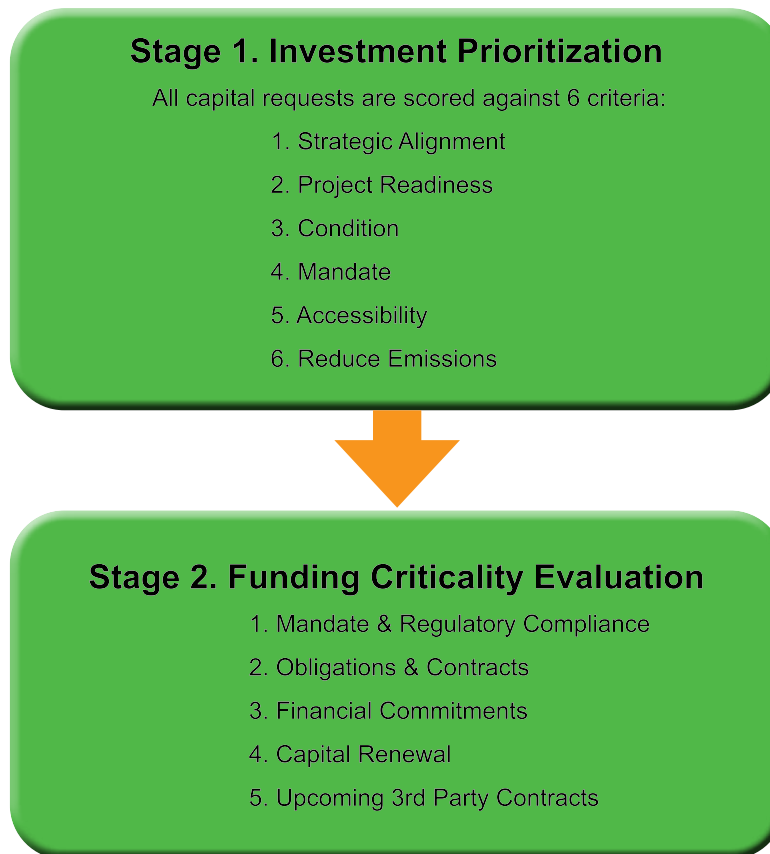 Stage 1. Investment Prioritization
All capital requests are scored against 6 criteria:
1. Strategic Alignment
2. Project Readiness
3. Condition
4. Mandate
5. Accessibility
6. Reduce Emissions
Stage 2. Funding Criticality Evaluation
1. Mandate & Regulatory Compliance
2. Obligations & Contracts
3. Financial Commitments
4. Capital Renewal
5. Upcoming 3rd Party Contracts